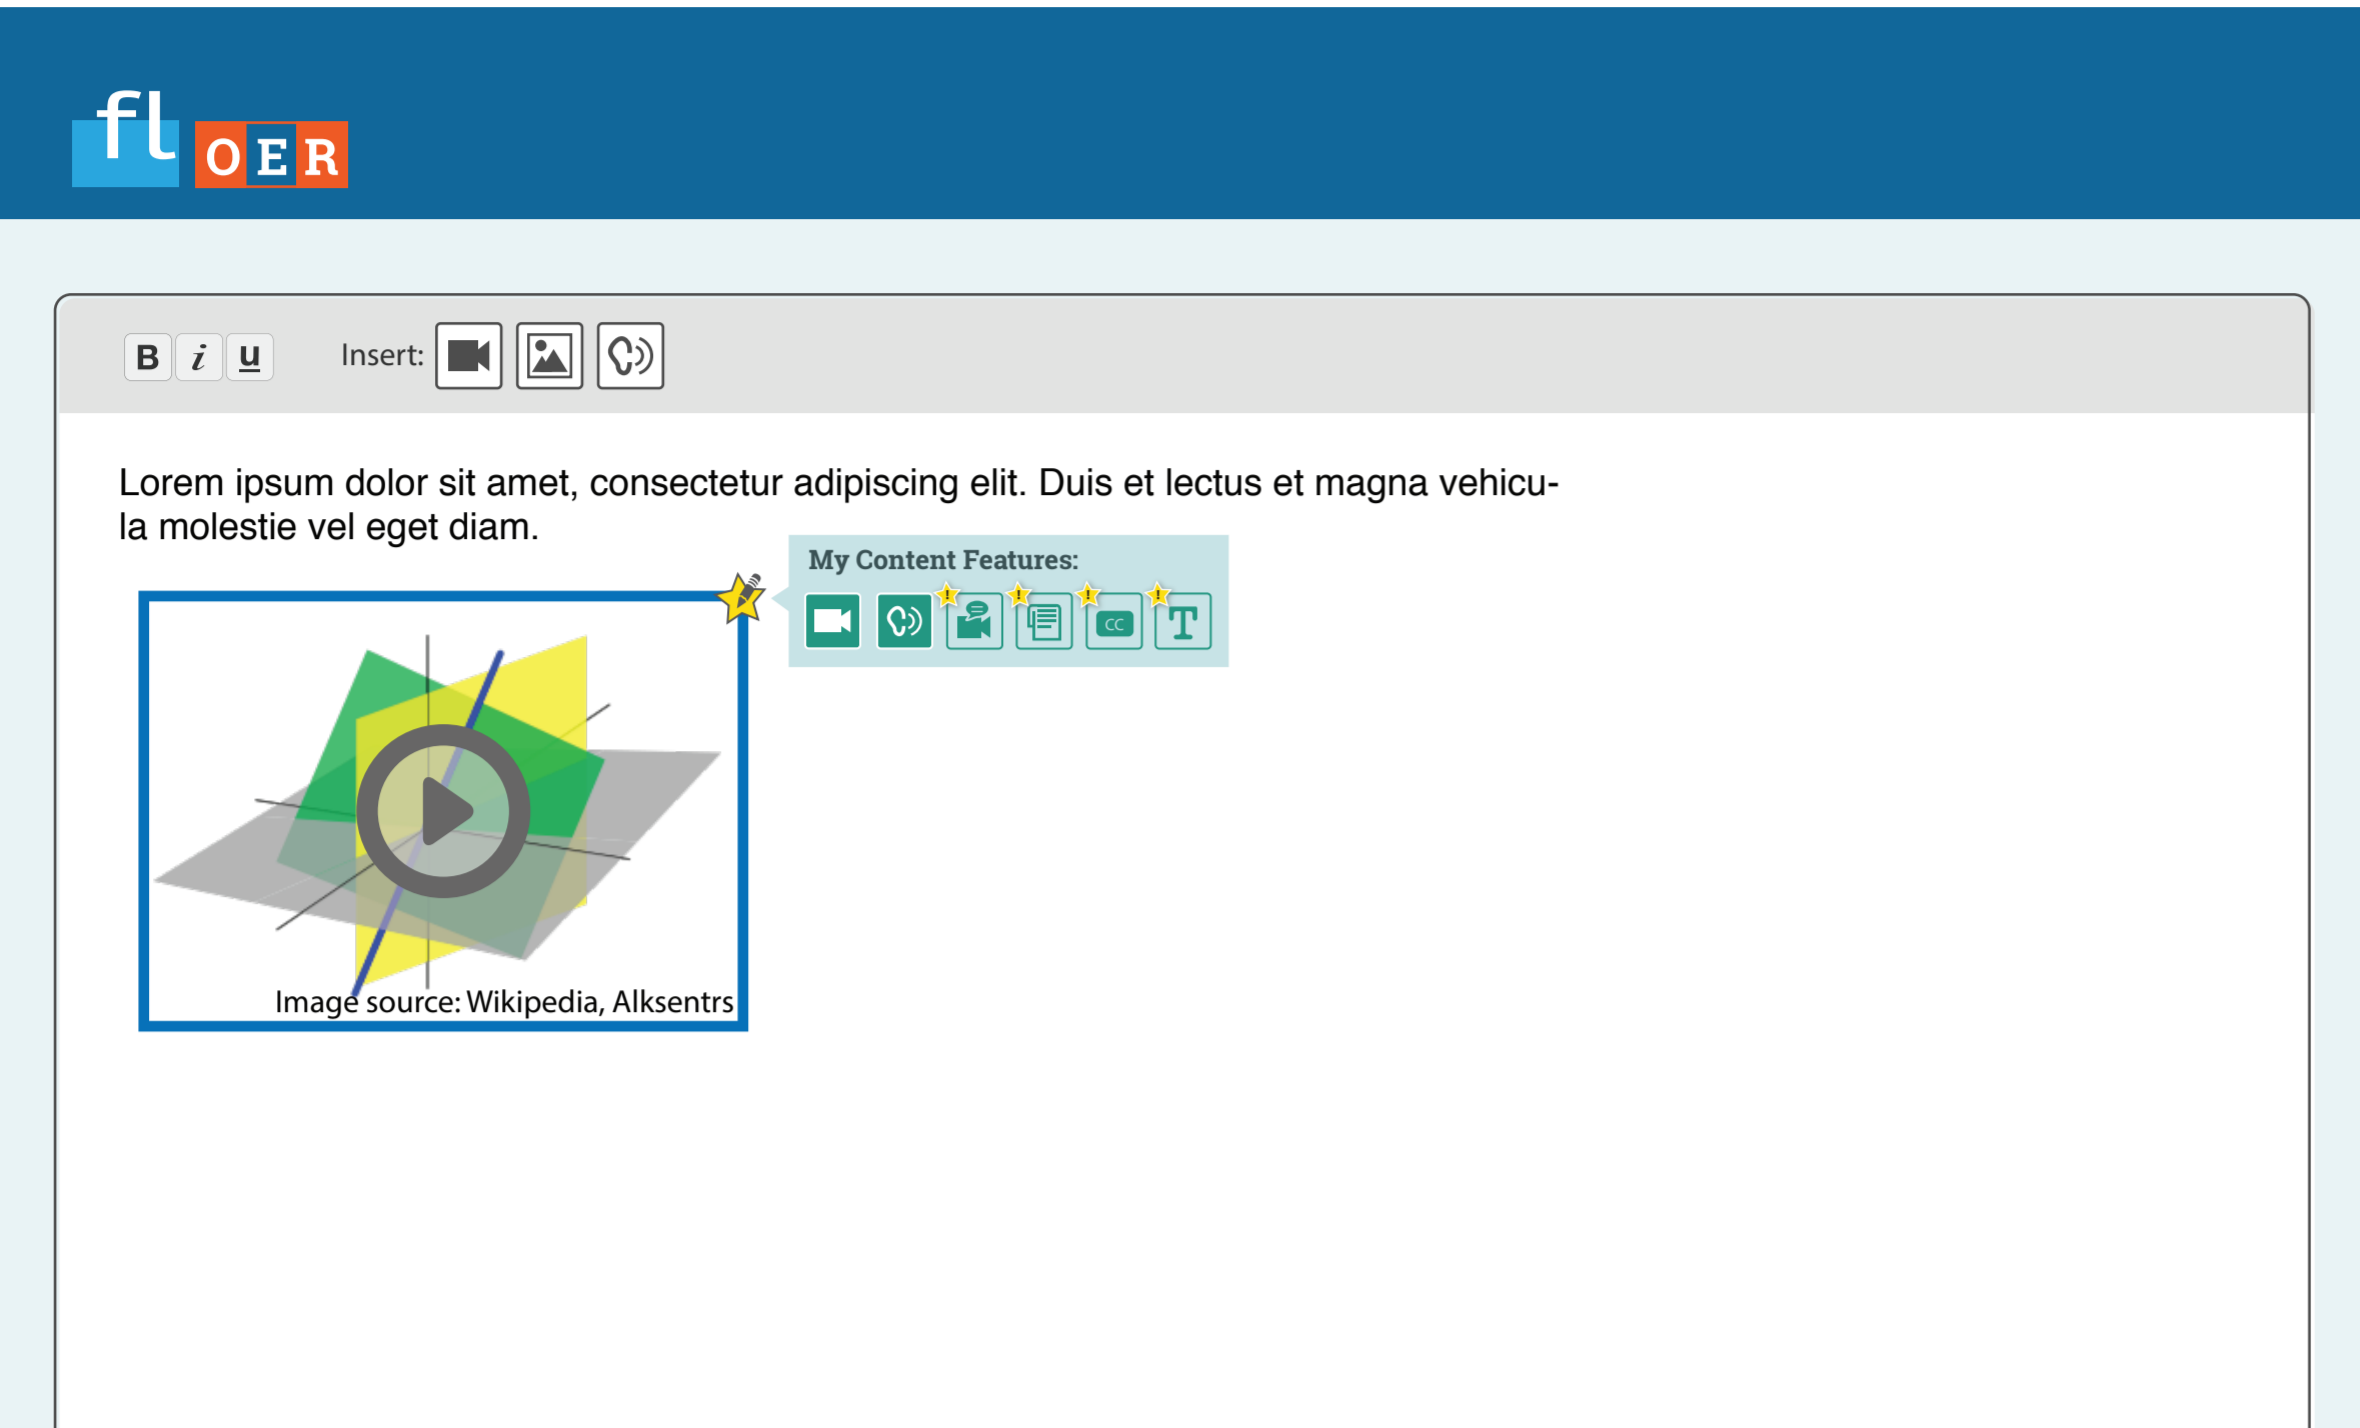 fl OER
B i u Insert:
Lorem ipsum dolor sit amet, consectetur adipiscing elit. Duis et lectus et magna vehicu-
la molestie vel eget diam.
My Content Features:
! ! ! !
CC T
Image source: Wikipedia, Alksentrs